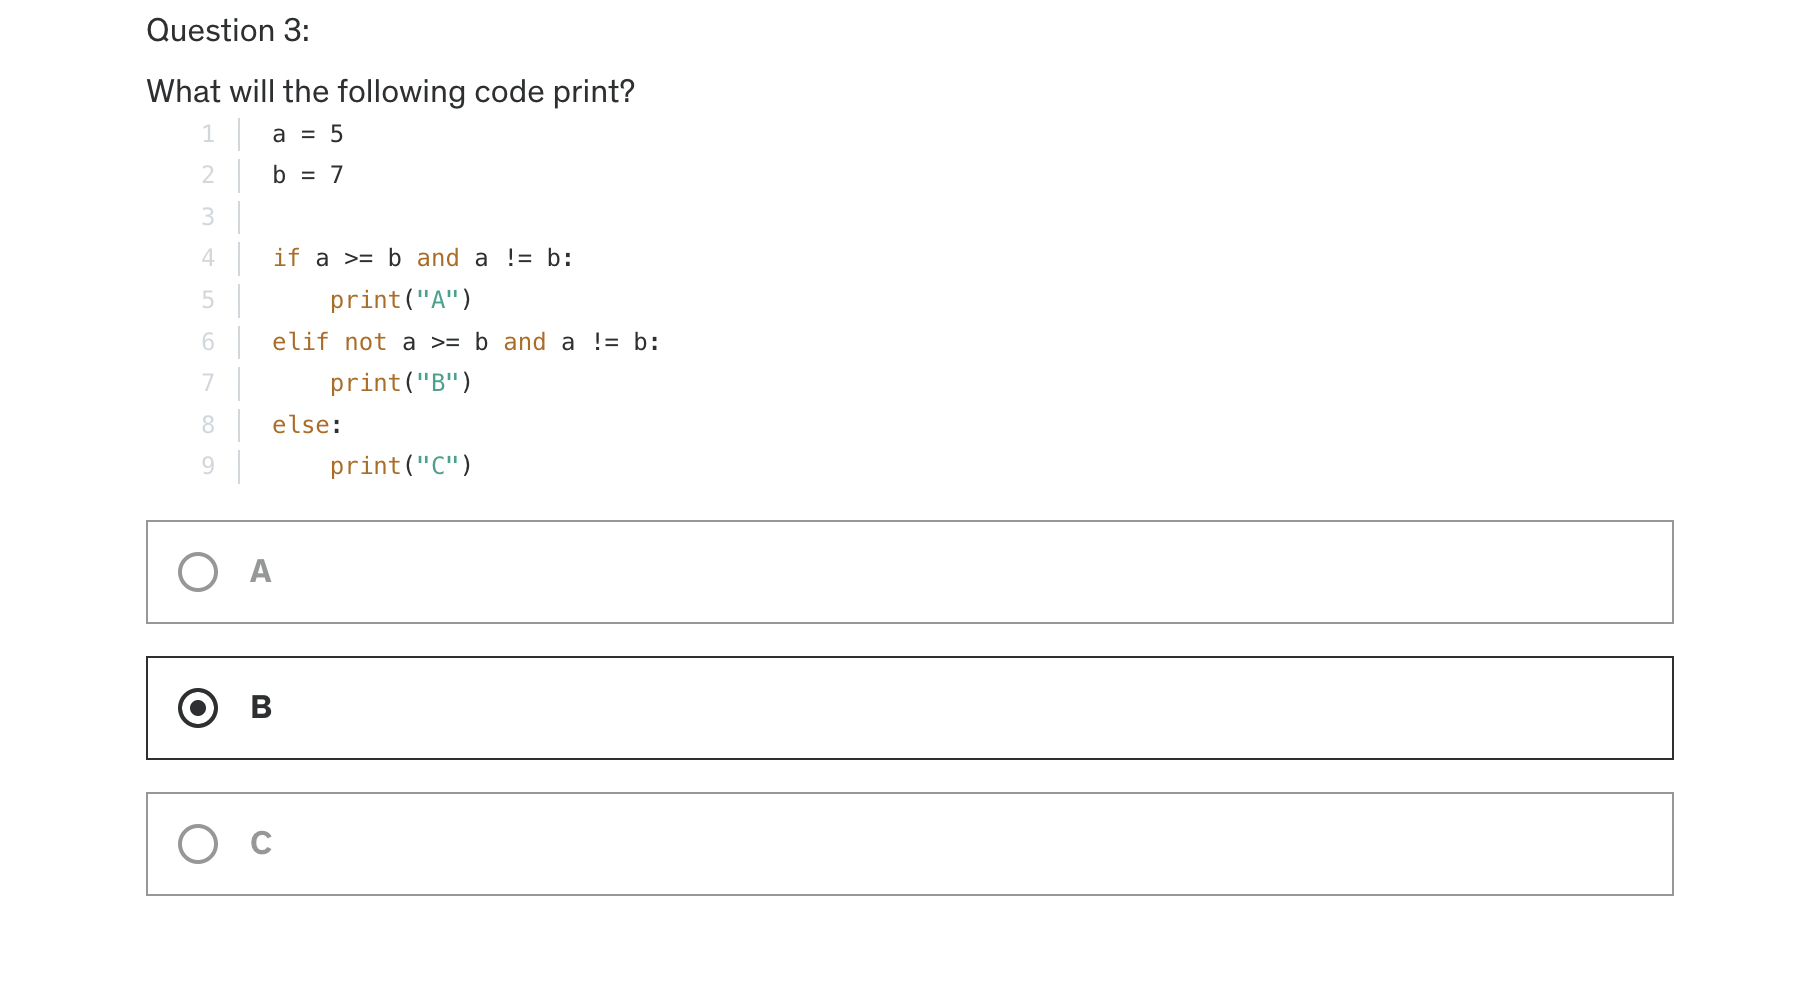 Question 3:
What will the following code print?
1 a = 5
2 b = 7
3
4 if a >= b and a != b:
5     print("A")
6 elif not a >= b and a != b:
7     print("B")
8 else:
9     print("C")
A
B
C